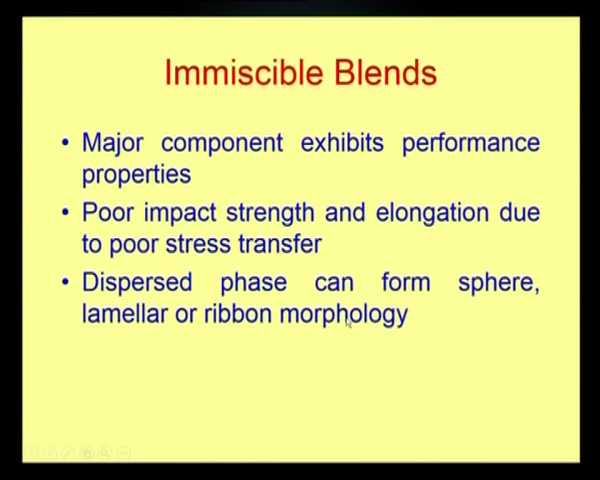 Immiscible Blends
• Major component exhibits performance
properties
• Poor impact strength and elongation due
to poor stress transfer
• Dispersed phase can form sphere,
lamellar or ribbon morphology